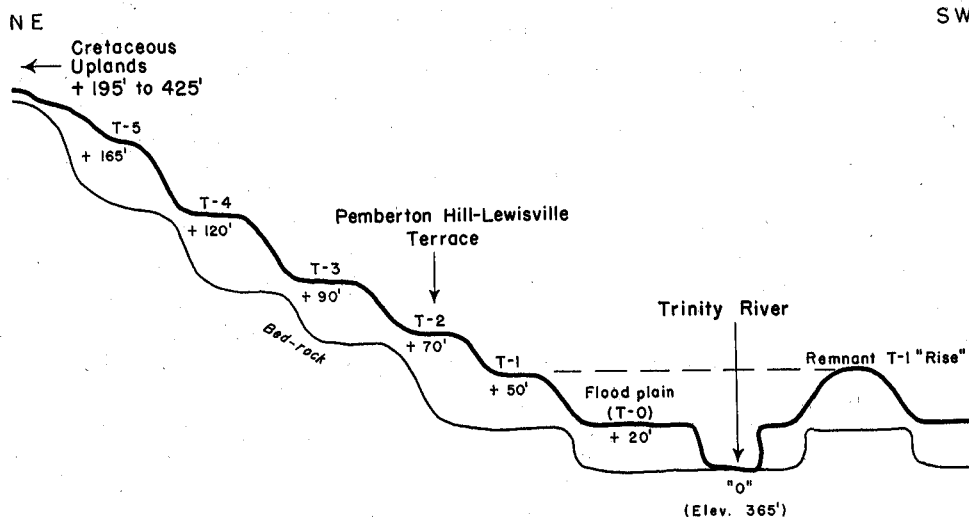 NE
SW
Cretaceous
Uplands
+ 195' to 425'
T-5
+ 165'
T-4
+ 120'
Pemberton Hill-Lewisville
Terrace
T-3
+ 90'
Bed-rock
T-2
+ 70'
T-1
+ 50'
Trinity River
Flood plain
(T-0)
+ 20'
Remnant T-1 "Rise"
"0"
(Elev. 365')